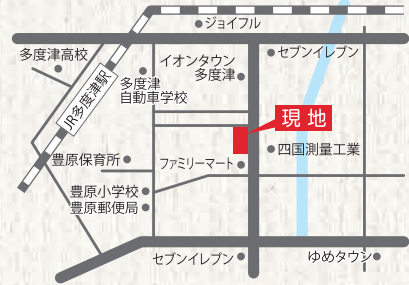 ジョイフル
多度津高校
イオンタウン
多度津
セブンイレブン
JR多度津駅
多度津
自動車学校
現地
豊原保育所
ファミリーマート
四国測量工業
豊原小学校
豊原郵便局
セブンイレブン
ゆめタウン